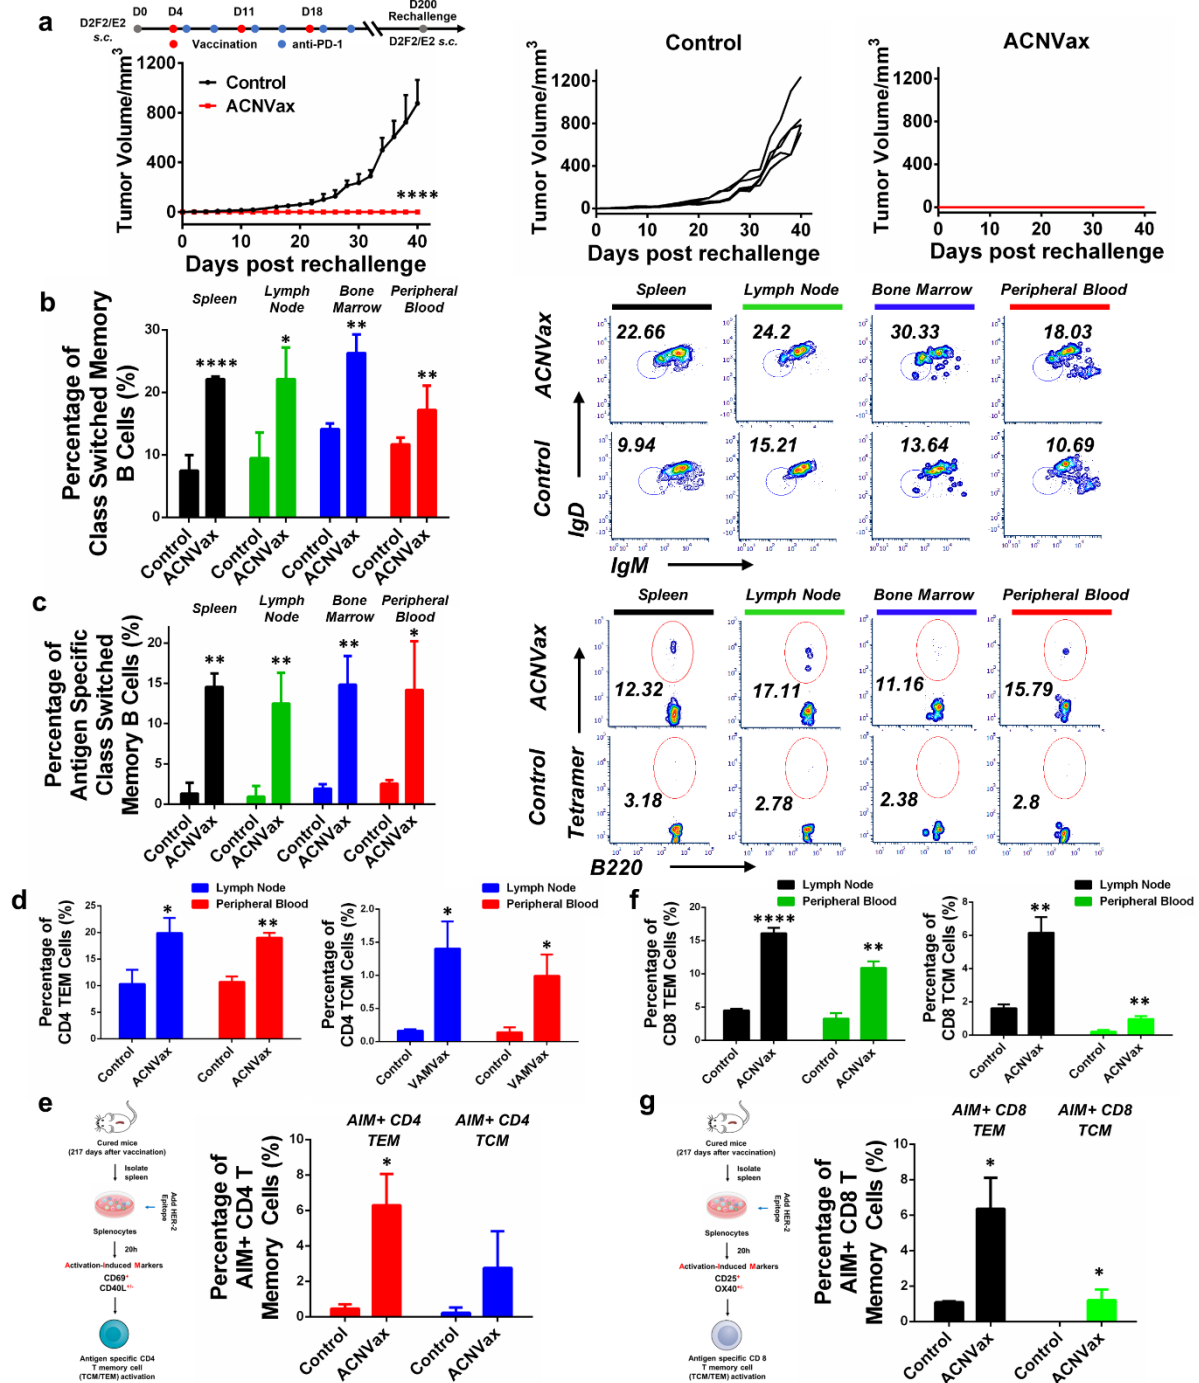 a
D0 D4 D11 D18 D200
Rechallenge
D2F2/E2
s.c.
D2F2/E2 s.c.
Vaccination anti-PD-1
Tumor Volume/mm3
1200
800
400
0
Control
ACNVax
****
0 10 20 30 40
Days post rechallenge
Control
Tumor Volume/mm3
1200
800
400
0
0 10 20 30 40
Days post rechallenge
ACNVax
Tumor Volume/mm3
1200
800
400
0
0 10 20 30 40
Days post rechallenge
b
Spleen Lymph Node Bone Marrow Peripheral Blood
Percentage of
Class Switched Memory
B Cells (%)
30
20
10
0
**** * ** **
Control ACNVax Control ACNVax Control ACNVax Control ACNVax
Spleen Lymph Node Bone Marrow Peripheral Blood
ACNVax
22.66 24.2 30.33 18.03
Control
9.94 15.21 13.64 10.69
IgD
IgM
c
Spleen Lymph Node Bone Marrow Peripheral Blood
Percentage of
Antigen Specific
Class Switched
Memory B Cells (%)
20
15
10
5
0
** ** ** *
Control ACNVax Control ACNVax Control ACNVax Control ACNVax
Spleen Lymph Node Bone Marrow Peripheral Blood
ACNVax
12.32 17.11 11.16 15.79
Control
3.18 2.78 2.38 2.8
Tetramer
B220
d
Lymph Node
Peripheral Blood
Percentage of
CD4 TEM Cells (%)
25
20
15
10
5
0
* **
Control ACNVax Control ACNVax
Lymph Node
Peripheral Blood
Percentage of
CD4 TCM Cells (%)
2.0
1.5
1.0
0.5
0.0
* *
Control VAMVax Control VAMVax
f
Lymph Node
Peripheral Blood
Percentage of
CD8 TEM Cells (%)
20
15
10
5
0
**** **
Control ACNVax Control ACNVax
Lymph Node
Peripheral Blood
Percentage of
CD8 TCM Cells (%)
8
6
4
2
0
** **
Control ACNVax Control ACNVax
e
Cured mice
(217 days after vaccination)
Isolate
spleen
Add HER-2
Epitope
Splenocytes
20h
Activation-Induced Markers
CD69+
CD40L+/-
Antigen specific CD4
T memory cell
(TCM/TEM) activation
AIM+ CD4
TEM
AIM+ CD4
TCM
Percentage of
AIM+ CD4 T
Memory Cells (%)
8
6
4
2
0
*
Control ACNVax Control ACNVax
g
Cured mice
(217 days after vaccination)
Isolate
spleen
Add HER-2
Epitope
Splenocytes
20h
Activation-Induced Markers
CD25+
OX40+/-
Antigen specific CD 8
T memory cell
(TCM/TEM) activation
AIM+ CD8
TEM
AIM+ CD8
TCM
Percentage of
AIM+ CD8 T
Memory Cells (%)
10
8
6
4
2
0
* *
Control ACNVax Control ACNVax